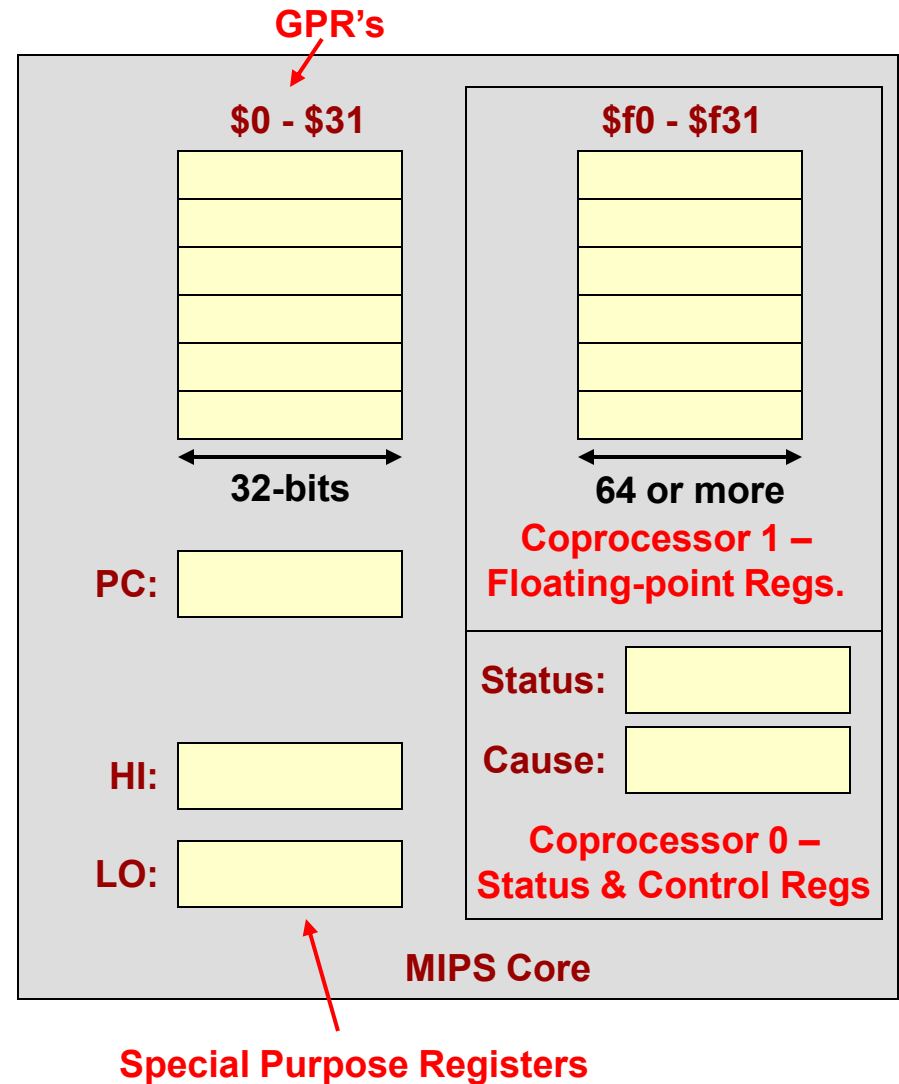 GPR's
$0 - $31
$f0 - $f31
32-bits
64 or more
Coprocessor 1 –
Floating-point Regs.
PC:
Status:
Cause:
HI:
LO:
Coprocessor 0 –
Status & Control Regs
MIPS Core
Special Purpose Registers